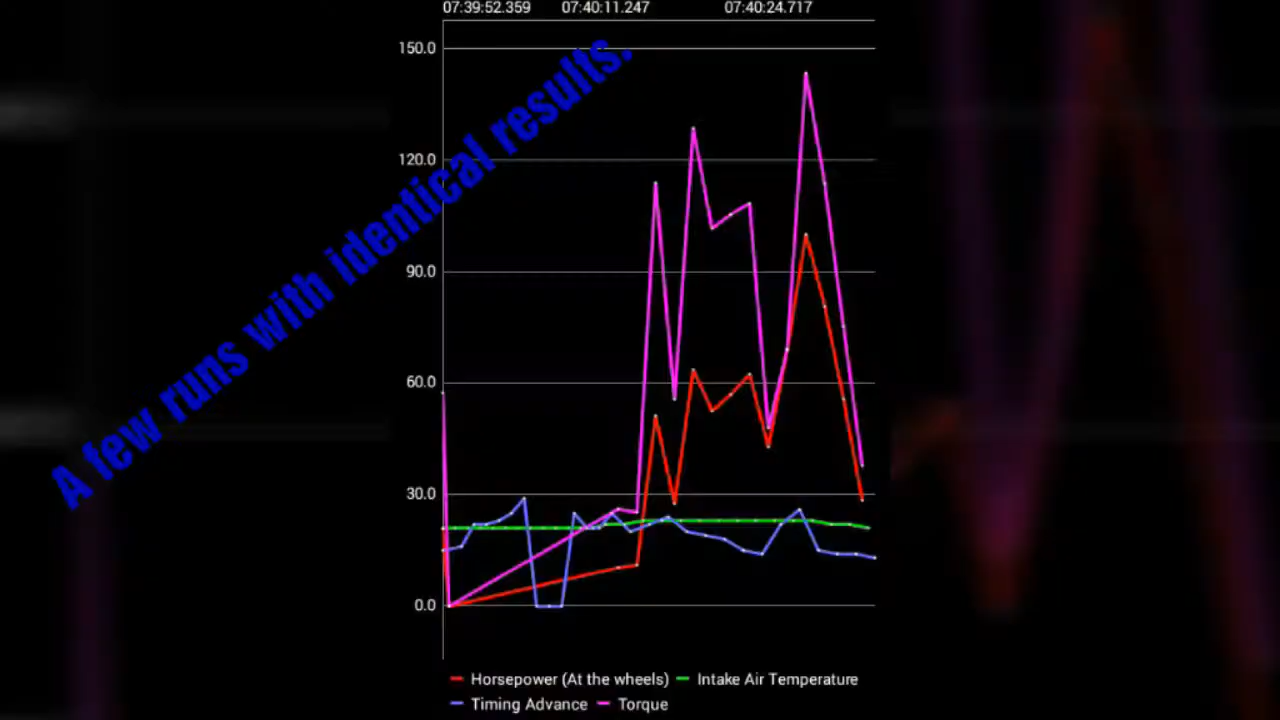 07:39:52.359 07:40:11.247 07:40:24.717
150.0
120.0
90.0
60.0
30.0
0.0
A few runs with identical results.
Horsepower (At the wheels) Intake Air Temperature
Timing Advance Torque